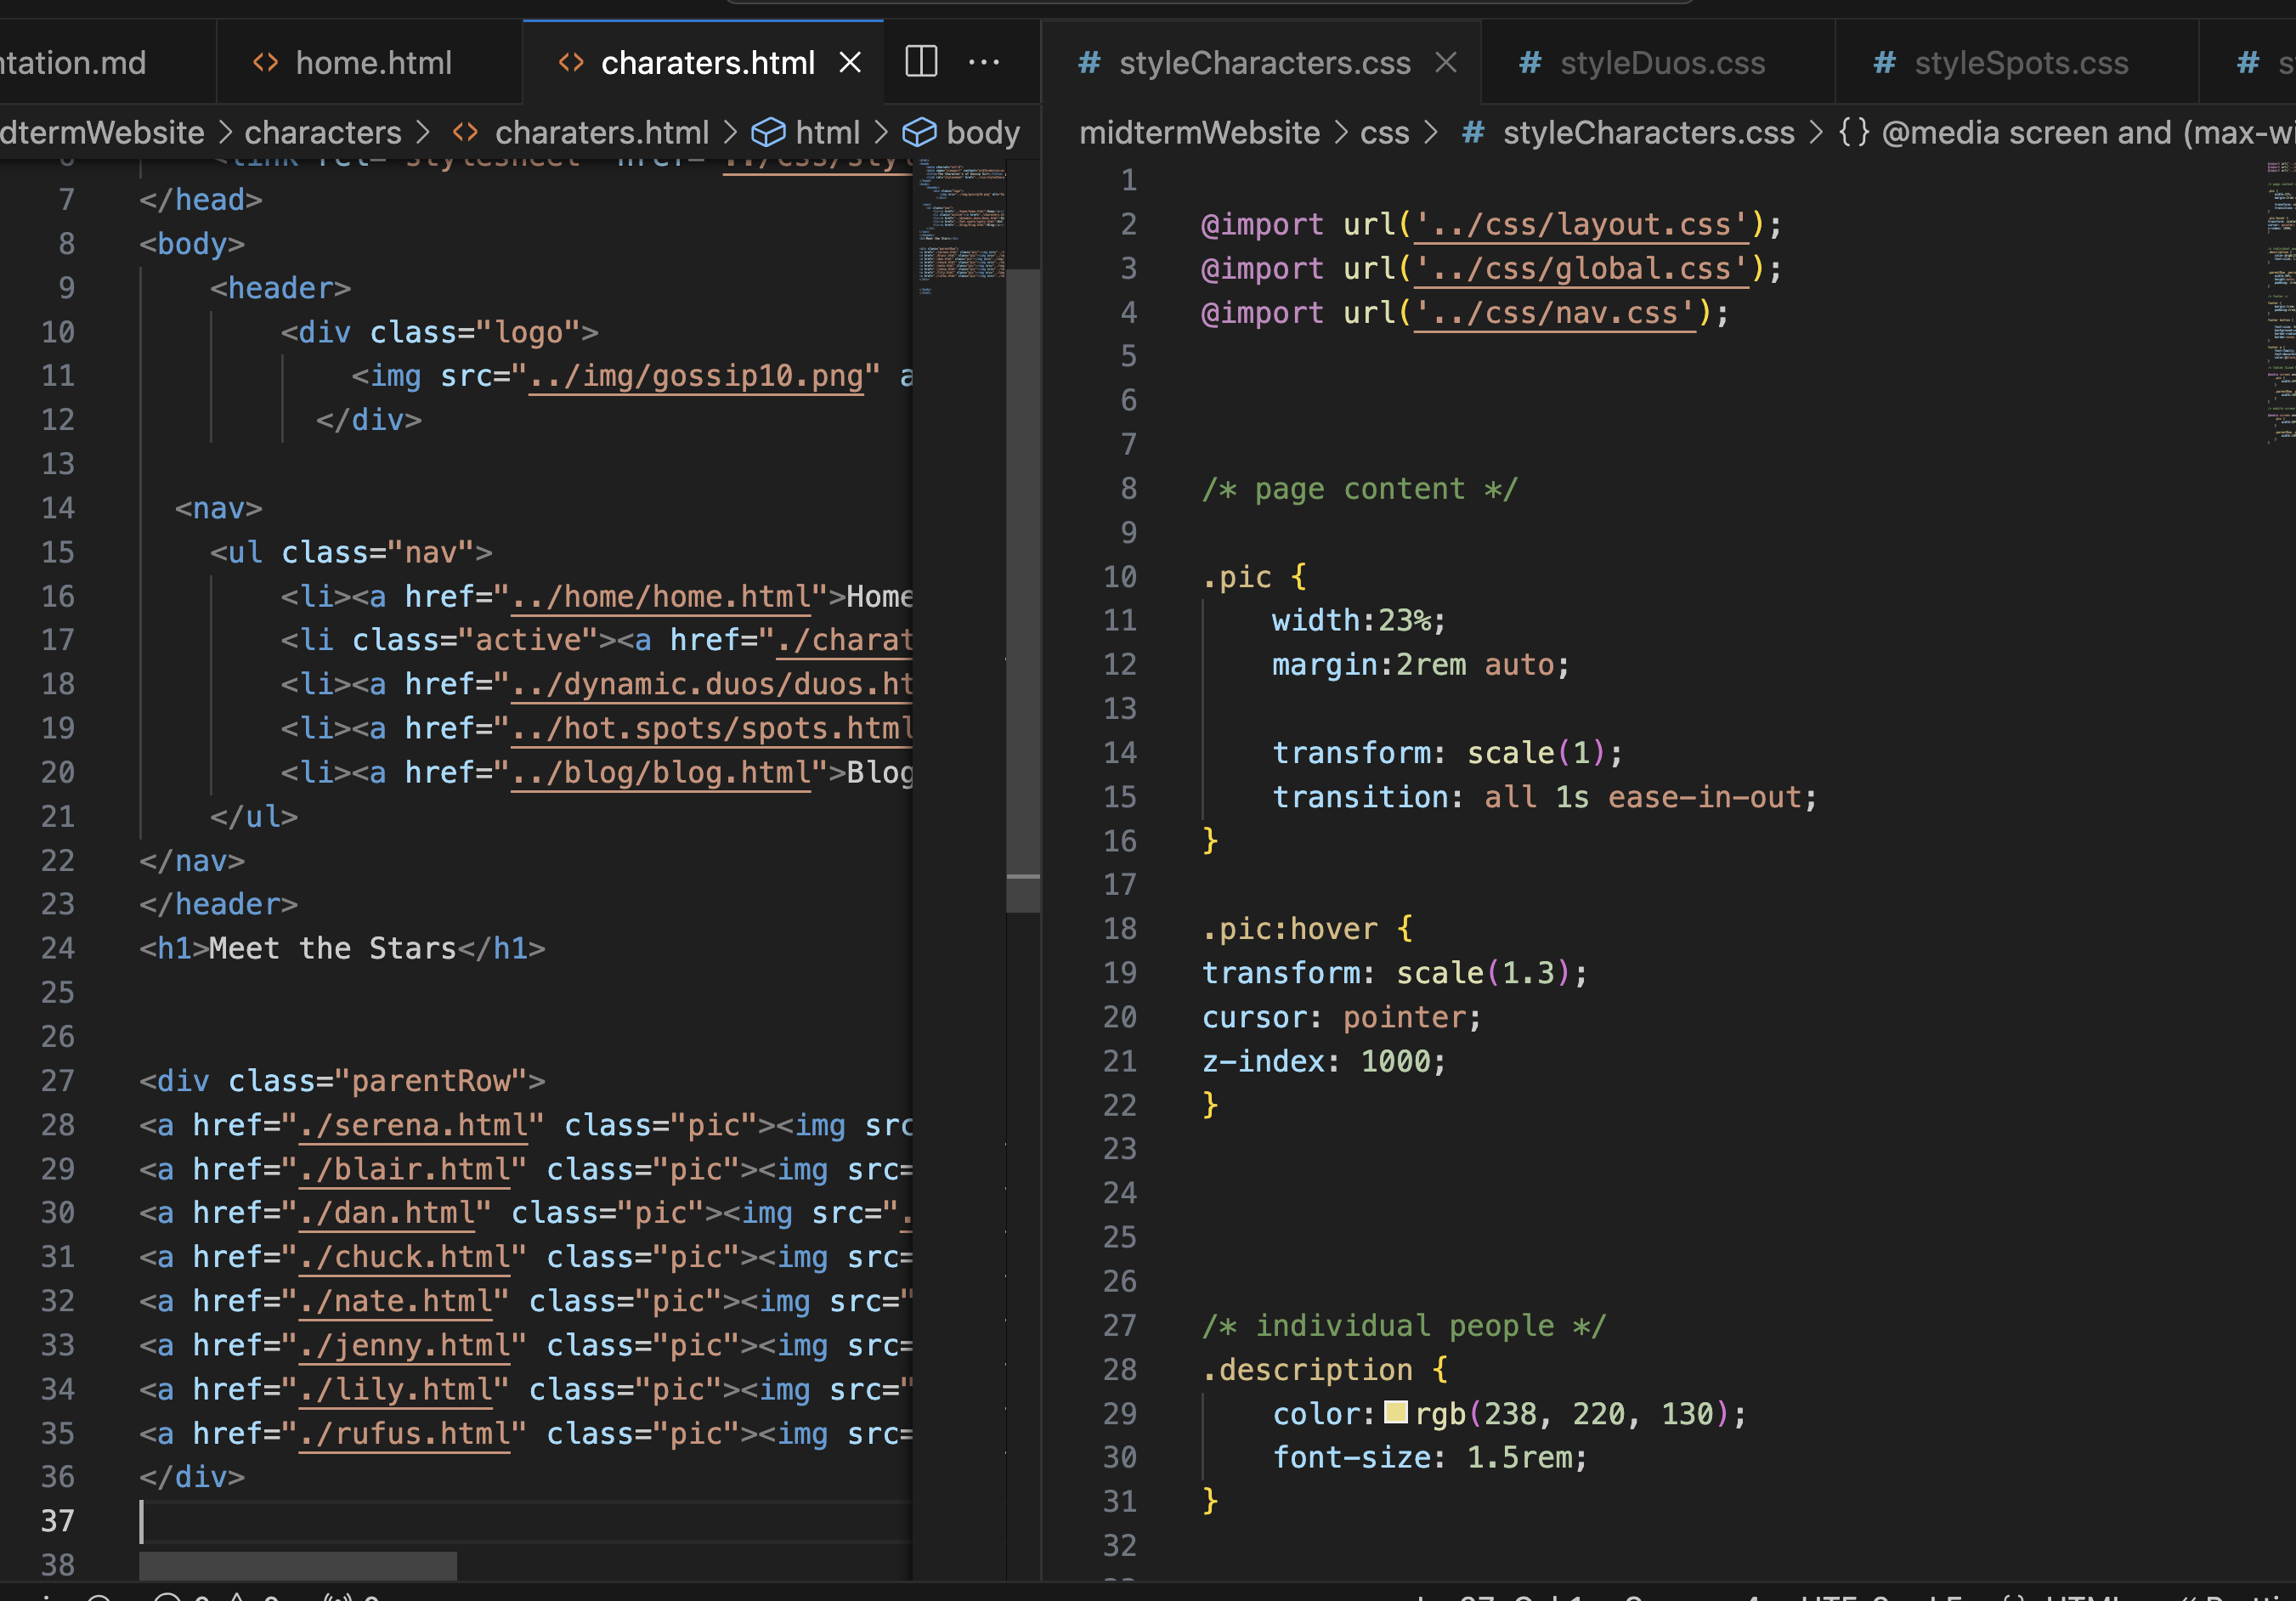 ntation.md
home.html
charaters.html
styleCharacters.css
styleDuos.css
styleSpots.css
dtermWebsite > characters > charaters.html > html > body
midtermWebsite > css > styleCharacters.css > {} @media screen and (max-wi
7 </head>
8 <body>
9 <header>
10 <div class="logo">
11 <img src="../img/gossip10.png" a
12 </div>
13
14 <nav>
15 <ul class="nav">
16 <li><a href="../home/home.html">Home
17 <li class="active"><a href="./charat
18 <li><a href="../dynamic.duos/duos.ht
19 <li><a href="../hot.spots/spots.html
20 <li><a href="../blog/blog.html">Blog
21 </ul>
22 </nav>
23 </header>
24 <h1>Meet the Stars</h1>
25
26
27 <div class="parentRow">
28 <a href="./serena.html" class="pic"><img src
29 <a href="./blair.html" class="pic"><img src=
30 <a href="./dan.html" class="pic"><img src=".
31 <a href="./chuck.html" class="pic"><img src=
32 <a href="./nate.html" class="pic"><img src="
33 <a href="./jenny.html" class="pic"><img src=
34 <a href="./lily.html" class="pic"><img src="
35 <a href="./rufus.html" class="pic"><img src=
36 </div>
37
38
1
2 @import url('../css/layout.css');
3 @import url('../css/global.css');
4 @import url('../css/nav.css');
5
6
7
8 /* page content */
9
10 .pic {
11 width:23%;
12 margin:2rem auto;
13
14 transform: scale(1);
15 transition: all 1s ease-in-out;
16 }
17
18 .pic:hover {
19 transform: scale(1.3);
20 cursor: pointer;
21 z-index: 1000;
22 }
23
24
25
26
27 /* individual people */
28 .description {
29 color:rgb(238, 220, 130);
30 font-size: 1.5rem;
31 }
32